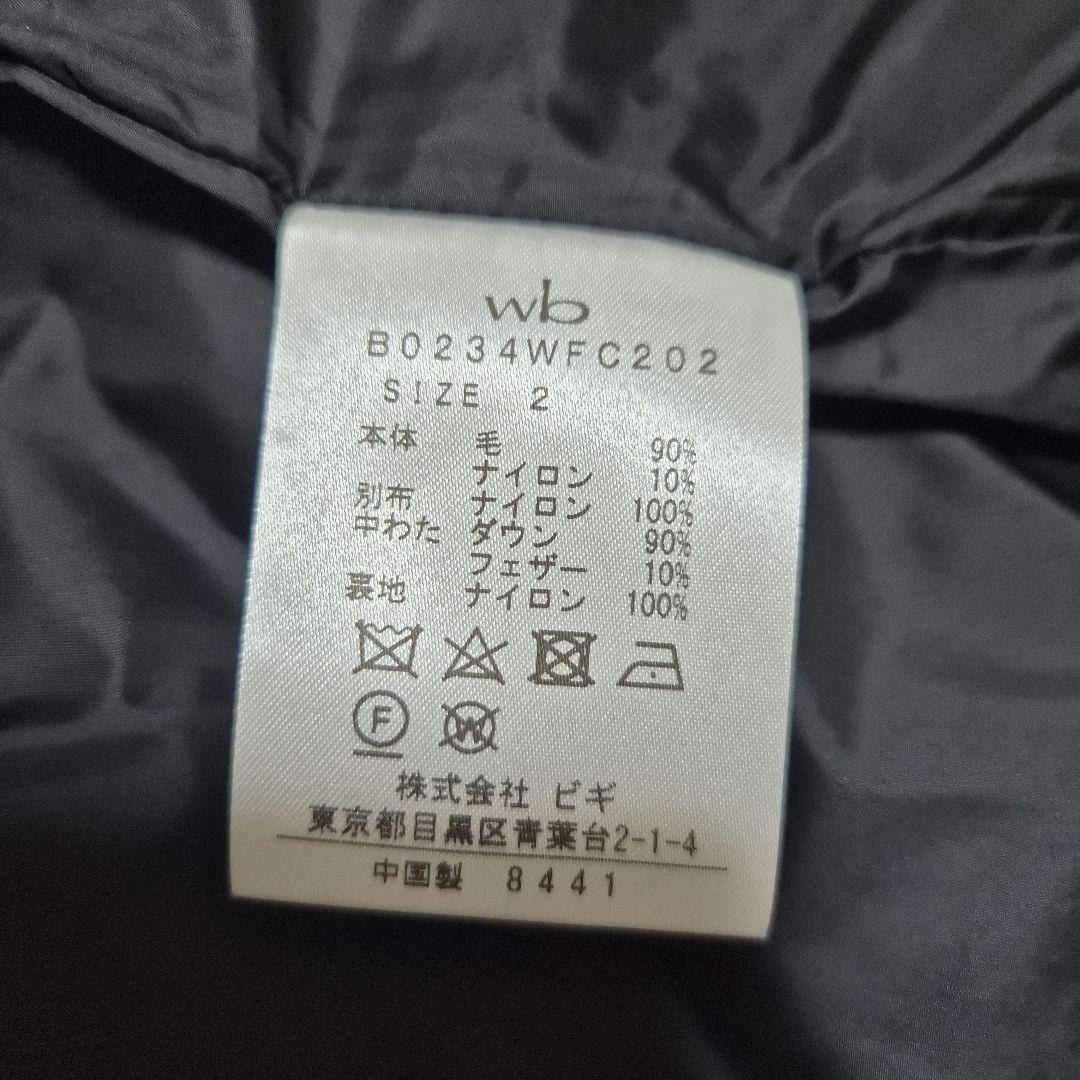 wb
B0234WFC202
SIZE 2
本体 毛 90%
ナイロン 10%
別布 ナイロン 100%
中わた ダウン 90%
フェザー 10%
裏地 ナイロン 100%
F W
株式会社 ビギ
東京都目黒区青葉台2-1-4
中国製 8441